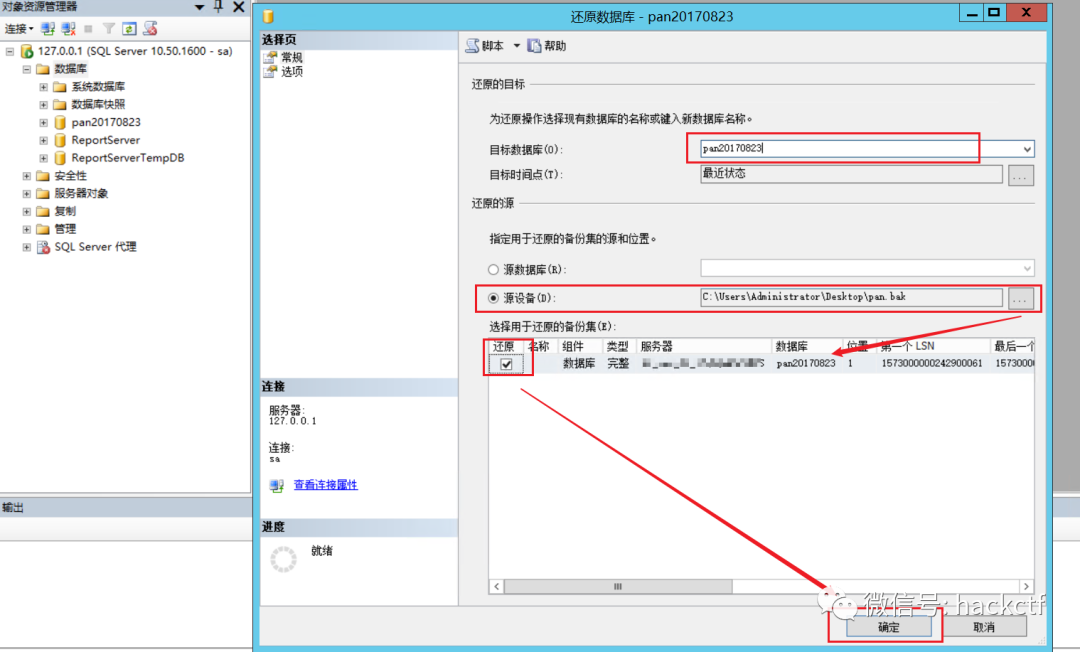 对象资源管理器
连接
127.0.0.1 (SQL Server 10.50.1600 - sa)
数据库
系统数据库
数据库快照
pan20170823
ReportServer
ReportServerTempDB
安全性
服务器对象
复制
管理
SQL Server 代理
输出
还原数据库 - pan20170823
选择页
常规
选项
连接
服务器:
127.0.0.1
连接:
sa
查看连接属性
进度
就绪
脚本 帮助
还原的目标
为还原操作选择现有数据库的名称或键入新数据库名称。
目标数据库(O): pan20170823
目标时间点(T): 最近状态 ...
还原的源
指定用于还原的备份集的源和位置。
源数据库(R):
源设备(D): C:\Users\Administrator\Desktop\pan.bak ...
选择用于还原的备份集(E):
还原 名称 组件 类型 服务器 数据库 位置 第一个 LSN 最后一个
数据库 完整 pan20170823 1 1573000000242900061 157300
微信号: hackctf
确定 取消